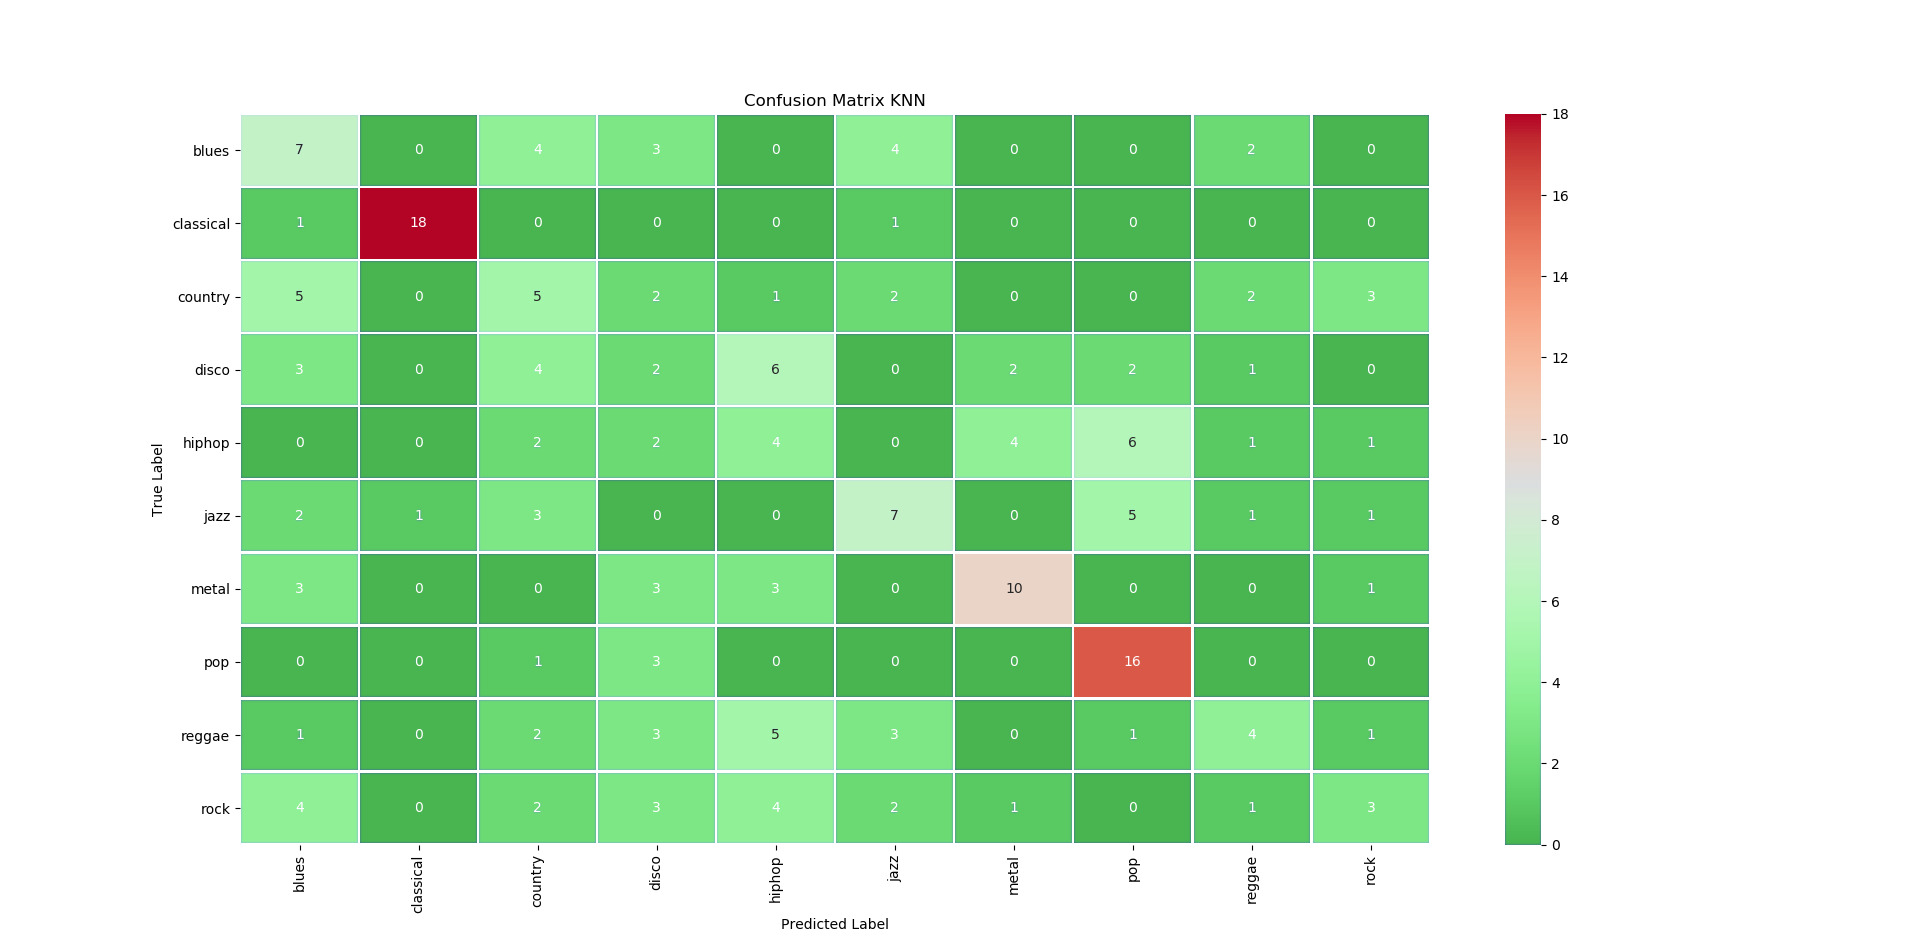 Confusion Matrix KNN
blues 7 0 4 3 0 4 0 0 2 0
classical 1 18 0 0 0 1 0 0 0 0
country 5 0 5 2 1 2 0 0 2 3
disco 3 0 4 2 6 0 2 2 1 0
hiphop 0 0 2 2 4 0 4 6 1 1
jazz 2 1 3 0 0 7 0 5 1 1
metal 3 0 0 3 3 0 10 0 0 1
pop 0 0 1 3 0 0 0 16 0 0
reggae 1 0 2 3 5 3 0 1 4 1
rock 4 0 2 3 4 2 1 0 1 3
True Label
blues classical country disco hiphop jazz metal pop reggae rock
Predicted Label
18
16
14
12
10
8
6
4
2
0